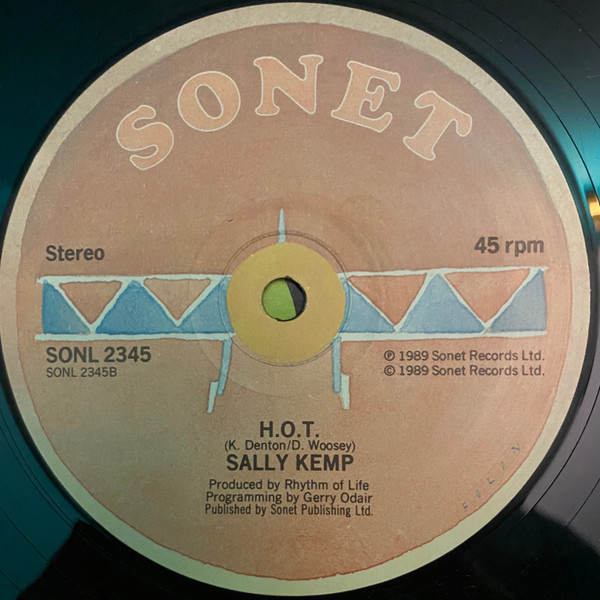 SONET
Stereo
45 rpm
SONL 2345
SONL 2345B
℗ 1989 Sonet Records Ltd.
© 1989 Sonet Records Ltd.
H.O.T.
(K. Denton/D. Woosey)
SALLY KEMP
Produced by Rhythm of Life
Programming by Gerry Odair
Published by Sonet Publishing Ltd.